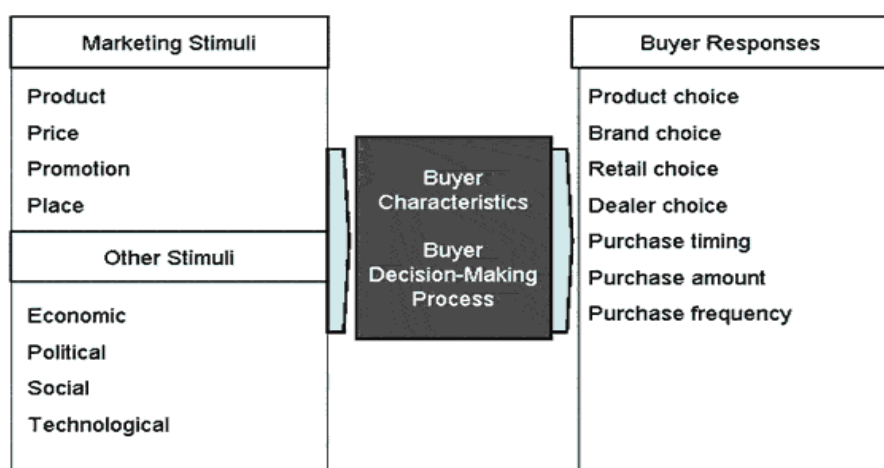 Marketing Stimuli
Product
Price
Promotion
Place
Other Stimuli
Economic
Political
Social
Technological
Buyer
Characteristics
Buyer
Decision-Making
Process
Buyer Responses
Product choice
Brand choice
Retail choice
Dealer choice
Purchase timing
Purchase amount
Purchase frequency